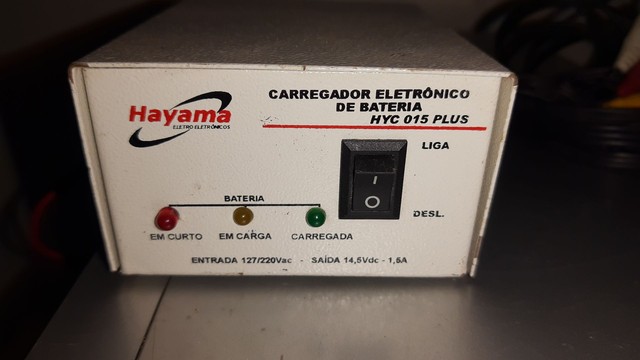 Hayama
ELETRO ELETRÔNICOS
CARREGADOR ELETRÔNICO
DE BATERIA
HYC 015 PLUS
LIGA
I
O
DESL.
BATERIA
EM CURTO EM CARGA CARREGADA
ENTRADA 127/220Vac - SAÍDA 14,5Vdc - 1,5A